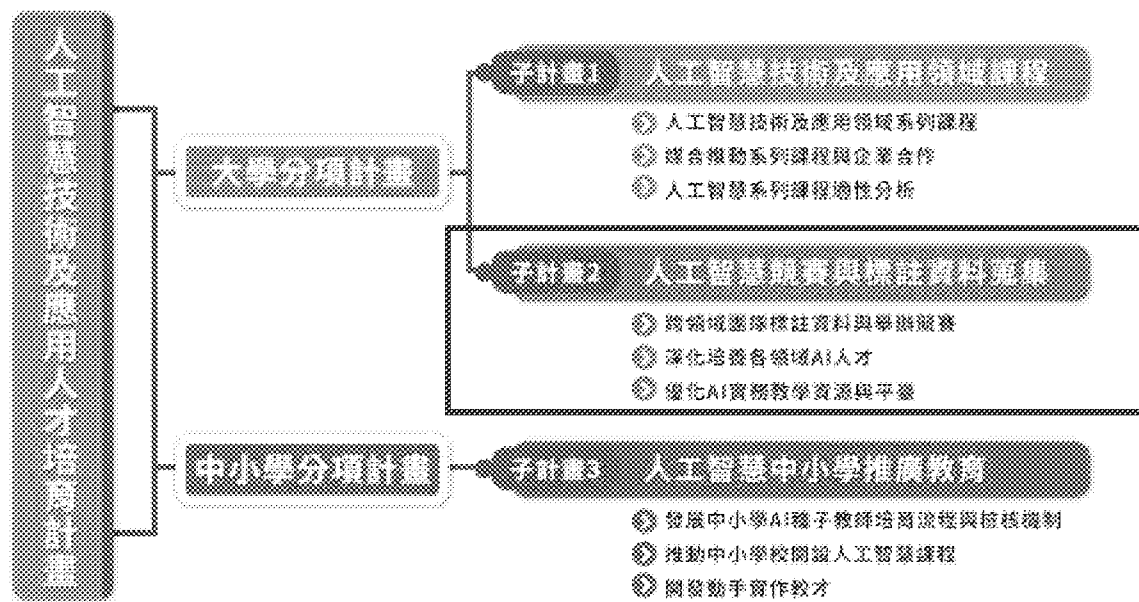 人工智慧技術及應用人才培育計畫
大學分項計畫
子計畫1 人工智慧技術及應用領域課程
人工智慧技術及應用領域系列課程
媒合推動系列課程與企業合作
人工智慧系列課程適性分析
子計畫2 人工智慧競賽與標註資料蒐集
跨領域團隊標註資料與舉辦競賽
深化培養各領域AI人才
優化AI實務教學資源與平臺
中小學分項計畫
子計畫3 人工智慧中小學推廣教育
發展中小學AI種子教師培育流程與檢核機制
推動中小學校開設人工智慧課程
開發動手實作教才